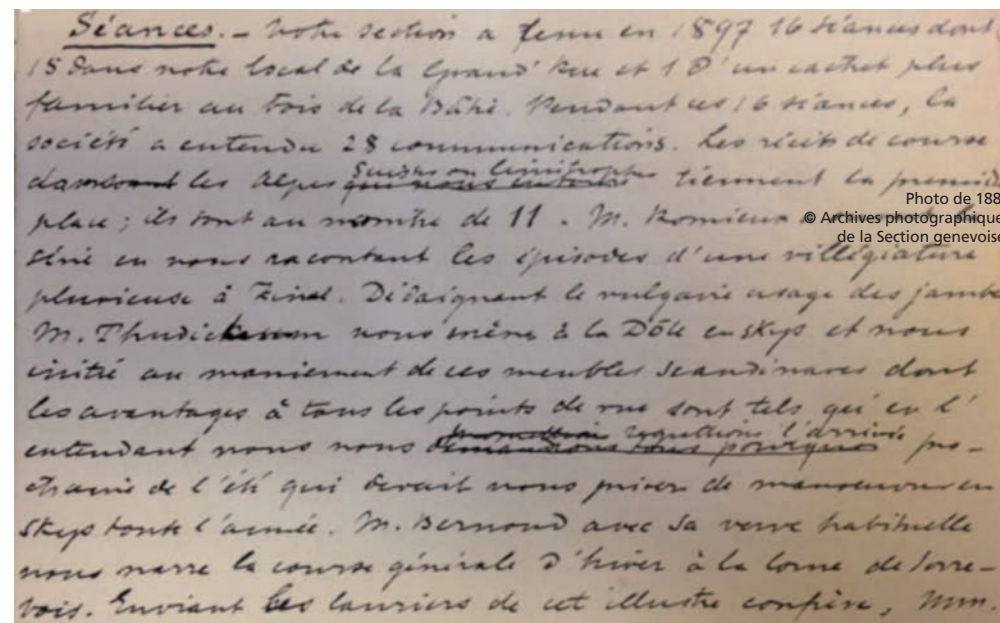 Séances. – Notre section a tenu en 1897 16 séances dont
15 dans notre local de la Grand' Rue et 1 d'un cachet plus
familier au bois de la Bâtie. Pendant ces 16 séances, la
société a entendu 28 communications. Les récits de course
dans les Alpes Suisses ou limitrophes tiennent la première
place ; ils sont au nombre de 11. M. Romieux
série en nous racontant les épisodes d'une villégiature
pluvieuse à Zinal. Dédaignant le vulgaire usage des jambes
M. Thudichum nous mène à la Dôle en skys et nous
initie au maniement de ces meubles scandinaves dont
les avantages à tous les points de vue sont tels qu'en l'
entendant nous nous regrettions l'arrivée pro-
chaine de l'été qui devait nous priver de manoeuvrer en
skys toute l'année. M. Bernoud avec sa verve habituelle
nous narre la course générale d'hiver à la
vois. Enviant les lauriers de cet illustre confrère, MM.
Photo de 188
© Archives photographique
de la Section genevoise